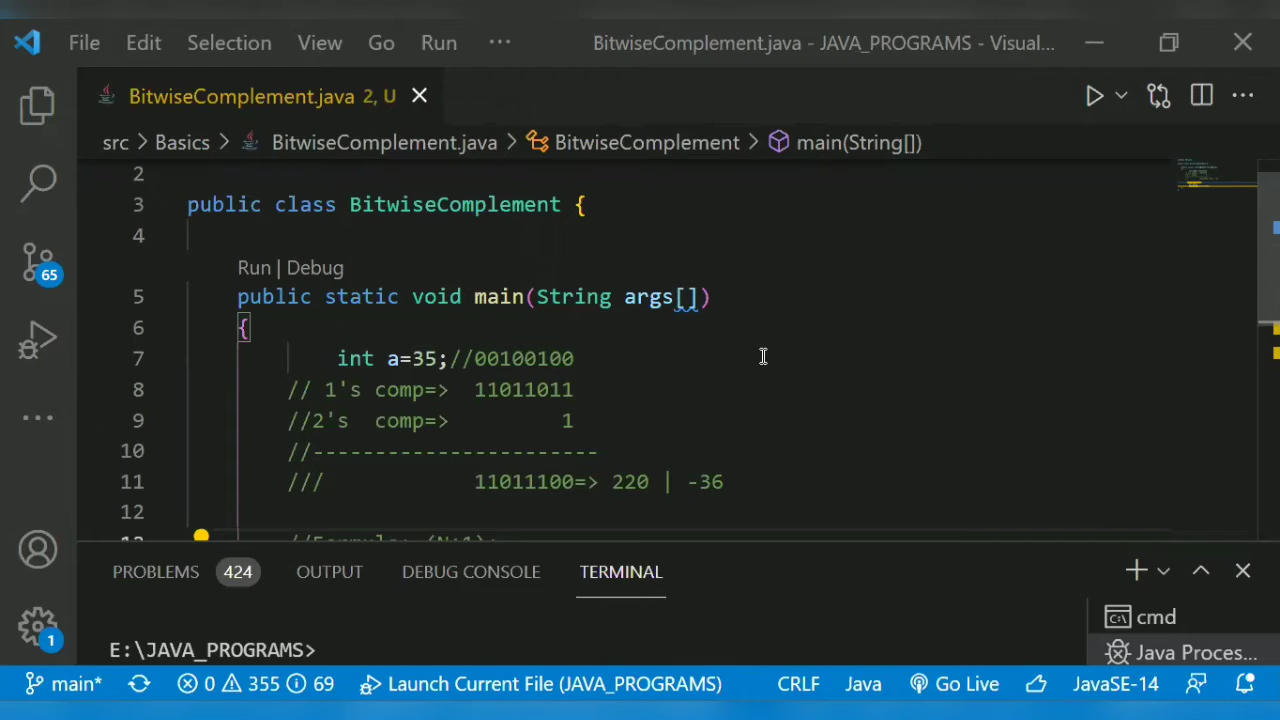 File Edit Selection View Go Run ··· BitwiseComplement.java - JAVA_PROGRAMS - Visual...
BitwiseComplement.java 2, U
src > Basics > BitwiseComplement.java > BitwiseComplement > main(String[])
2
3 public class BitwiseComplement {
4
Run | Debug
5 public static void main(String args[])
6 {
7 int a=35;//00100100
8 // 1's comp=> 11011011
9 //2's comp=> 1
10 //-----------------------
11 /// 11011100=> 220 | -36
12
13 //Formula: (N+1):
65
1
PROBLEMS 424 OUTPUT DEBUG CONSOLE TERMINAL
E:\JAVA_PROGRAMS>
cmd
Java Proces...
main* 0 355 69 Launch Current File (JAVA_PROGRAMS) CRLF Java Go Live JavaSE-14